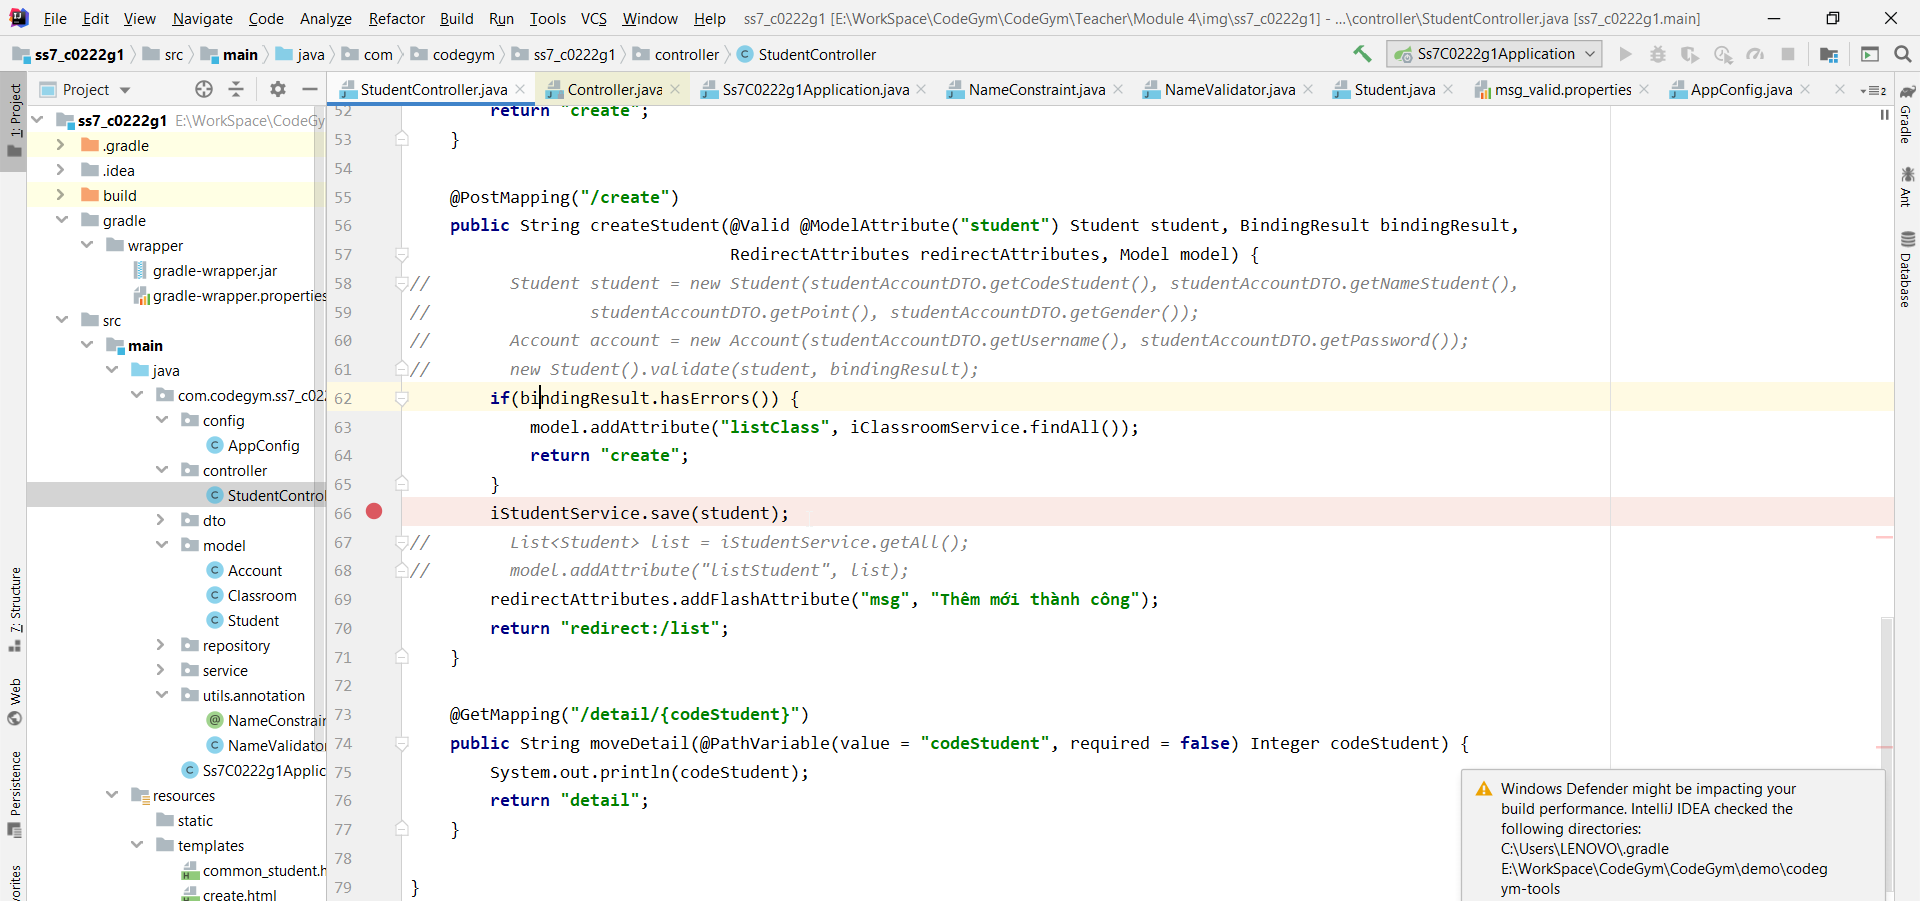 File Edit View Navigate Code Analyze Refactor Build Run Tools VCS Window Help ss7_c0222g1 [E:\WorkSpace\CodeGym\CodeGym\Teacher\Module 4\img\ss7_c0222g1] - ...\controller\StudentController.java [ss7_c0222g1.main]
ss7_c0222g1 src main java com codegym ss7_c0222g1 controller StudentController Ss7C0222g1Application
Project
StudentController.java Controller.java Ss7C0222g1Application.java NameConstraint.java NameValidator.java Student.java msg_valid.properties AppConfig.java 2
1: Project
7: Structure
Web
Persistence
vorites
ss7_c0222g1 E:\WorkSpace\CodeGy
.gradle
.idea
build
gradle
wrapper
gradle-wrapper.jar
gradle-wrapper.properties
src
main
java
com.codegym.ss7_c022
config
AppConfig
controller
StudentControl
dto
model
Account
Classroom
Student
repository
service
utils.annotation
NameConstrain
NameValidator
Ss7C0222g1Applic
resources
static
templates
common_student.h
create.html
52 return "create";
53 }
54
55 @PostMapping("/create")
56 public String createStudent(@Valid @ModelAttribute("student") Student student, BindingResult bindingResult,
57 RedirectAttributes redirectAttributes, Model model) {
58 // Student student = new Student(studentAccountDTO.getCodeStudent(), studentAccountDTO.getNameStudent(),
59 // studentAccountDTO.getPoint(), studentAccountDTO.getGender());
60 // Account account = new Account(studentAccountDTO.getUsername(), studentAccountDTO.getPassword());
61 // new Student().validate(student, bindingResult);
62 if(bindingResult.hasErrors()) {
63 model.addAttribute("listClass", iClassroomService.findAll());
64 return "create";
65 }
66 iStudentService.save(student);
67 // List<Student> list = iStudentService.getAll();
68 // model.addAttribute("listStudent", list);
69 redirectAttributes.addFlashAttribute("msg", "Thêm mới thành công");
70 return "redirect:/list";
71 }
72
73 @GetMapping("/detail/{codeStudent}")
74 public String moveDetail(@PathVariable(value = "codeStudent", required = false) Integer codeStudent) {
75 System.out.println(codeStudent);
76 return "detail";
77 }
78
79 }
Gradle
Ant
Database
Windows Defender might be impacting your
build performance. IntelliJ IDEA checked the
following directories:
C:\Users\LENOVO\.gradle
E:\WorkSpace\CodeGym\CodeGym\demo\codeg
ym-tools